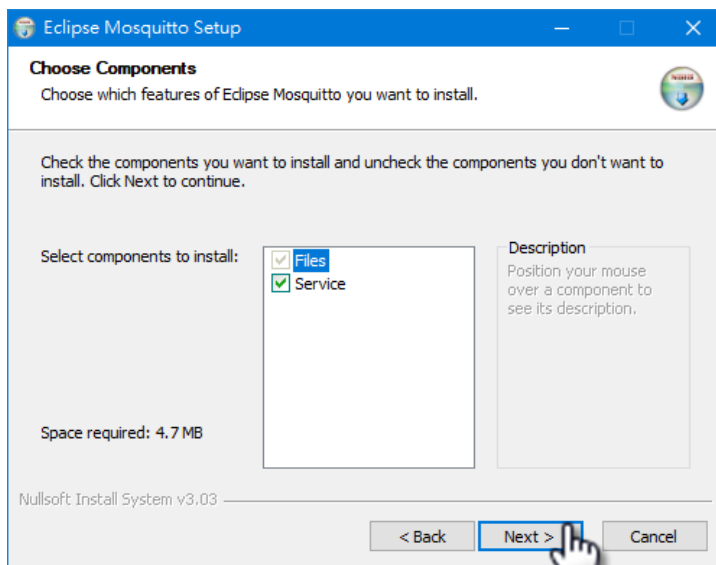 Eclipse Mosquitto Setup
Choose Components
Choose which features of Eclipse Mosquitto you want to install.
Check the components you want to install and uncheck the components you don't want to
install. Click Next to continue.
Select components to install:
Files
Service
Description
Position your mouse
over a component to
see its description.
Space required: 4.7 MB
Nullsoft Install System v3.03
< Back
Next >
Cancel